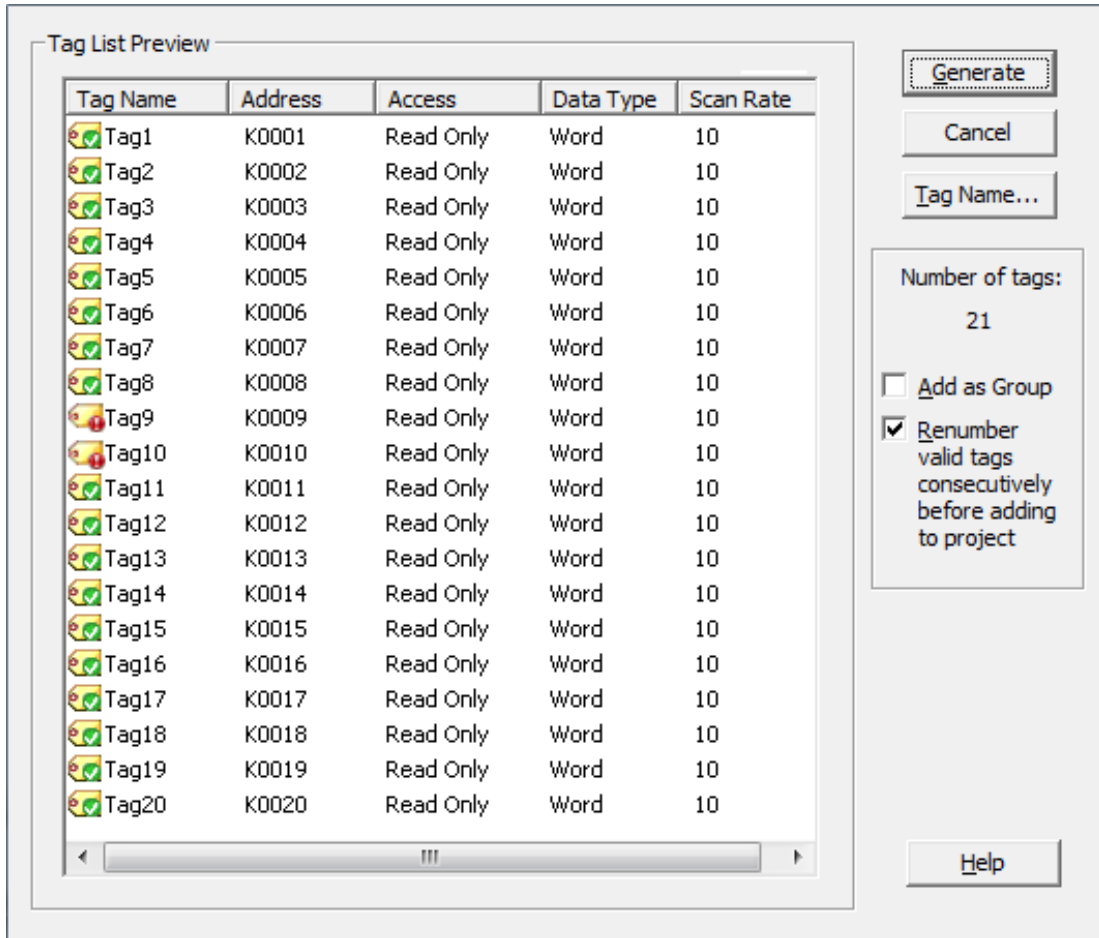 Tag List Preview
Tag Name Address Access Data Type Scan Rate
Tag1 K0001 Read Only Word 10
Tag2 K0002 Read Only Word 10
Tag3 K0003 Read Only Word 10
Tag4 K0004 Read Only Word 10
Tag5 K0005 Read Only Word 10
Tag6 K0006 Read Only Word 10
Tag7 K0007 Read Only Word 10
Tag8 K0008 Read Only Word 10
Tag9 K0009 Read Only Word 10
Tag10 K0010 Read Only Word 10
Tag11 K0011 Read Only Word 10
Tag12 K0012 Read Only Word 10
Tag13 K0013 Read Only Word 10
Tag14 K0014 Read Only Word 10
Tag15 K0015 Read Only Word 10
Tag16 K0016 Read Only Word 10
Tag17 K0017 Read Only Word 10
Tag18 K0018 Read Only Word 10
Tag19 K0019 Read Only Word 10
Tag20 K0020 Read Only Word 10
Generate
Cancel
Tag Name...
Number of tags:
21
Add as Group
Renumber
valid tags
consecutively
before adding
to project
Help